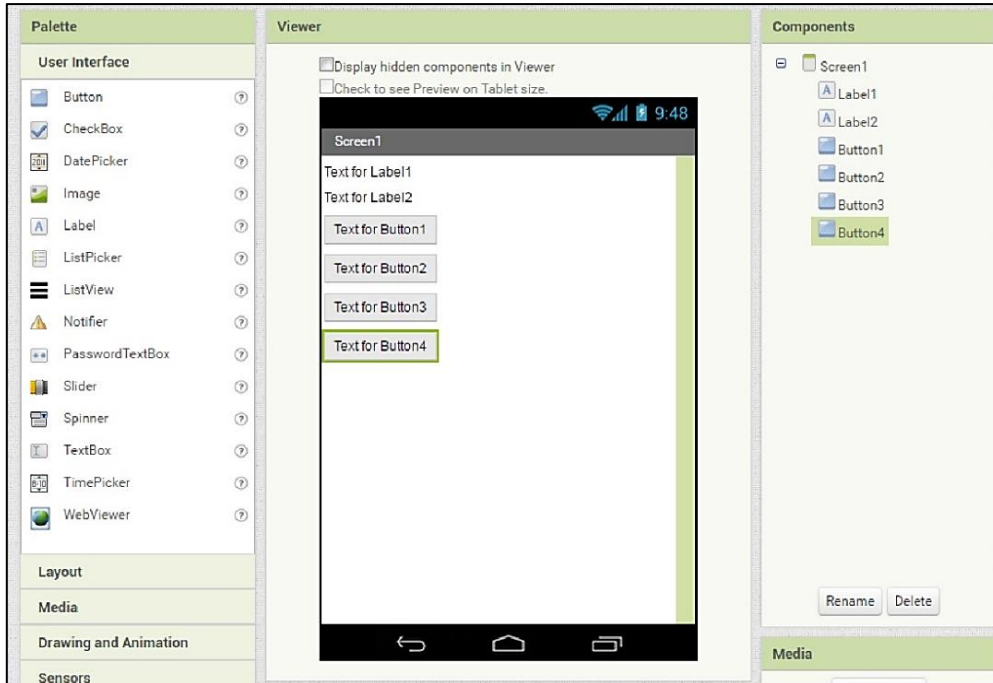 Palette
User Interface
Button
CheckBox
DatePicker
Image
Label
ListPicker
ListView
Notifier
PasswordTextBox
Slider
Spinner
TextBox
TimePicker
WebViewer
Layout
Media
Drawing and Animation
Sensors
Viewer
Display hidden components in Viewer
Check to see Preview on Tablet size.
9:48
Screen1
Text for Label1
Text for Label2
Text for Button1
Text for Button2
Text for Button3
Text for Button4
Components
Screen1
A Label1
A Label2
Button1
Button2
Button3
Button4
Rename Delete
Media